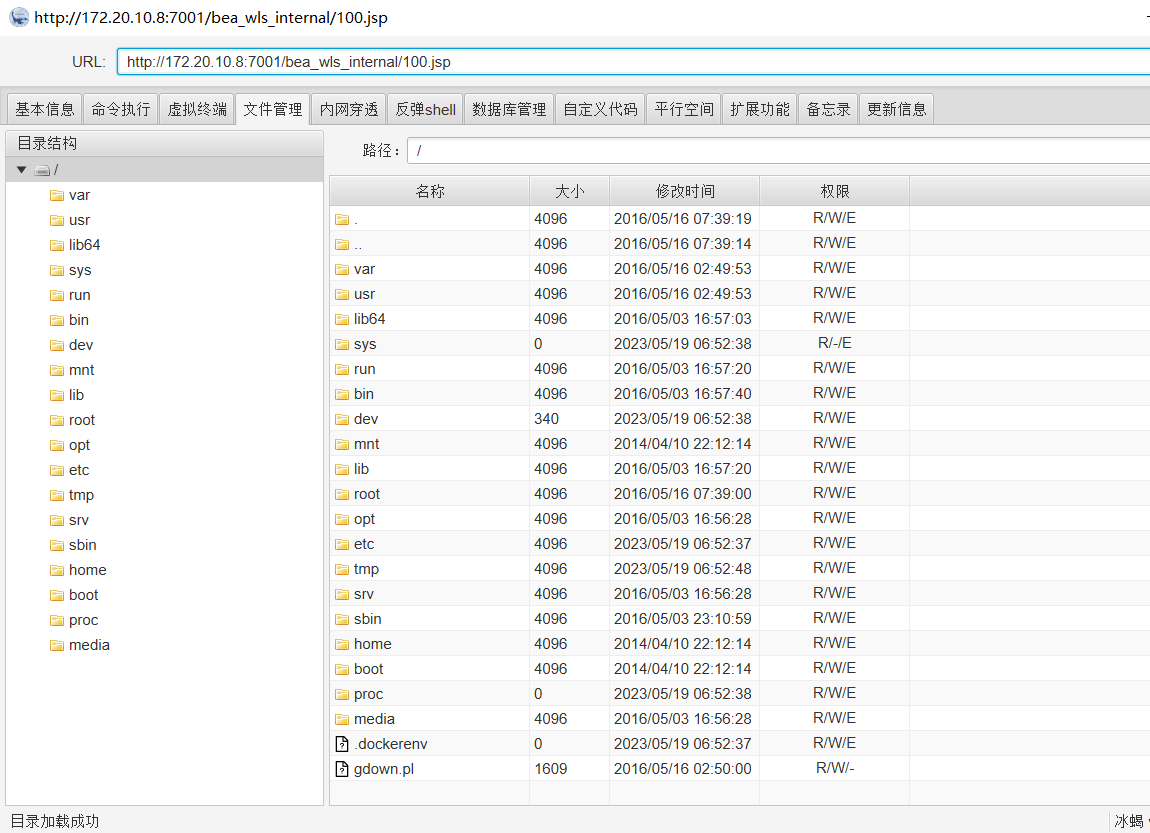 http://172.20.10.8:7001/bea_wls_internal/100.jsp
URL: http://172.20.10.8:7001/bea_wls_internal/100.jsp
基本信息 命令执行 虚拟终端 文件管理 内网穿透 反弹shell 数据库管理 自定义代码 平行空间 扩展功能 备忘录 更新信息
目录结构
/
var
usr
lib64
sys
run
bin
dev
mnt
lib
root
opt
etc
tmp
srv
sbin
home
boot
proc
media
路径： /
名称 大小 修改时间 权限
. 4096 2016/05/16 07:39:19 R/W/E
.. 4096 2016/05/16 07:39:14 R/W/E
var 4096 2016/05/16 02:49:53 R/W/E
usr 4096 2016/05/16 02:49:53 R/W/E
lib64 4096 2016/05/03 16:57:03 R/W/E
sys 0 2023/05/19 06:52:38 R/-/E
run 4096 2016/05/03 16:57:20 R/W/E
bin 4096 2016/05/03 16:57:40 R/W/E
dev 340 2023/05/19 06:52:38 R/W/E
mnt 4096 2014/04/10 22:12:14 R/W/E
lib 4096 2016/05/03 16:57:20 R/W/E
root 4096 2016/05/16 07:39:00 R/W/E
opt 4096 2016/05/03 16:56:28 R/W/E
etc 4096 2023/05/19 06:52:37 R/W/E
tmp 4096 2023/05/19 06:52:48 R/W/E
srv 4096 2016/05/03 16:56:28 R/W/E
sbin 4096 2016/05/03 23:10:59 R/W/E
home 4096 2014/04/10 22:12:14 R/W/E
boot 4096 2014/04/10 22:12:14 R/W/E
proc 0 2023/05/19 06:52:38 R/W/E
media 4096 2016/05/03 16:56:28 R/W/E
.dockerenv 0 2023/05/19 06:52:37 R/W/E
gdown.pl 1609 2016/05/16 02:50:00 R/W/-
目录加载成功
冰蝎